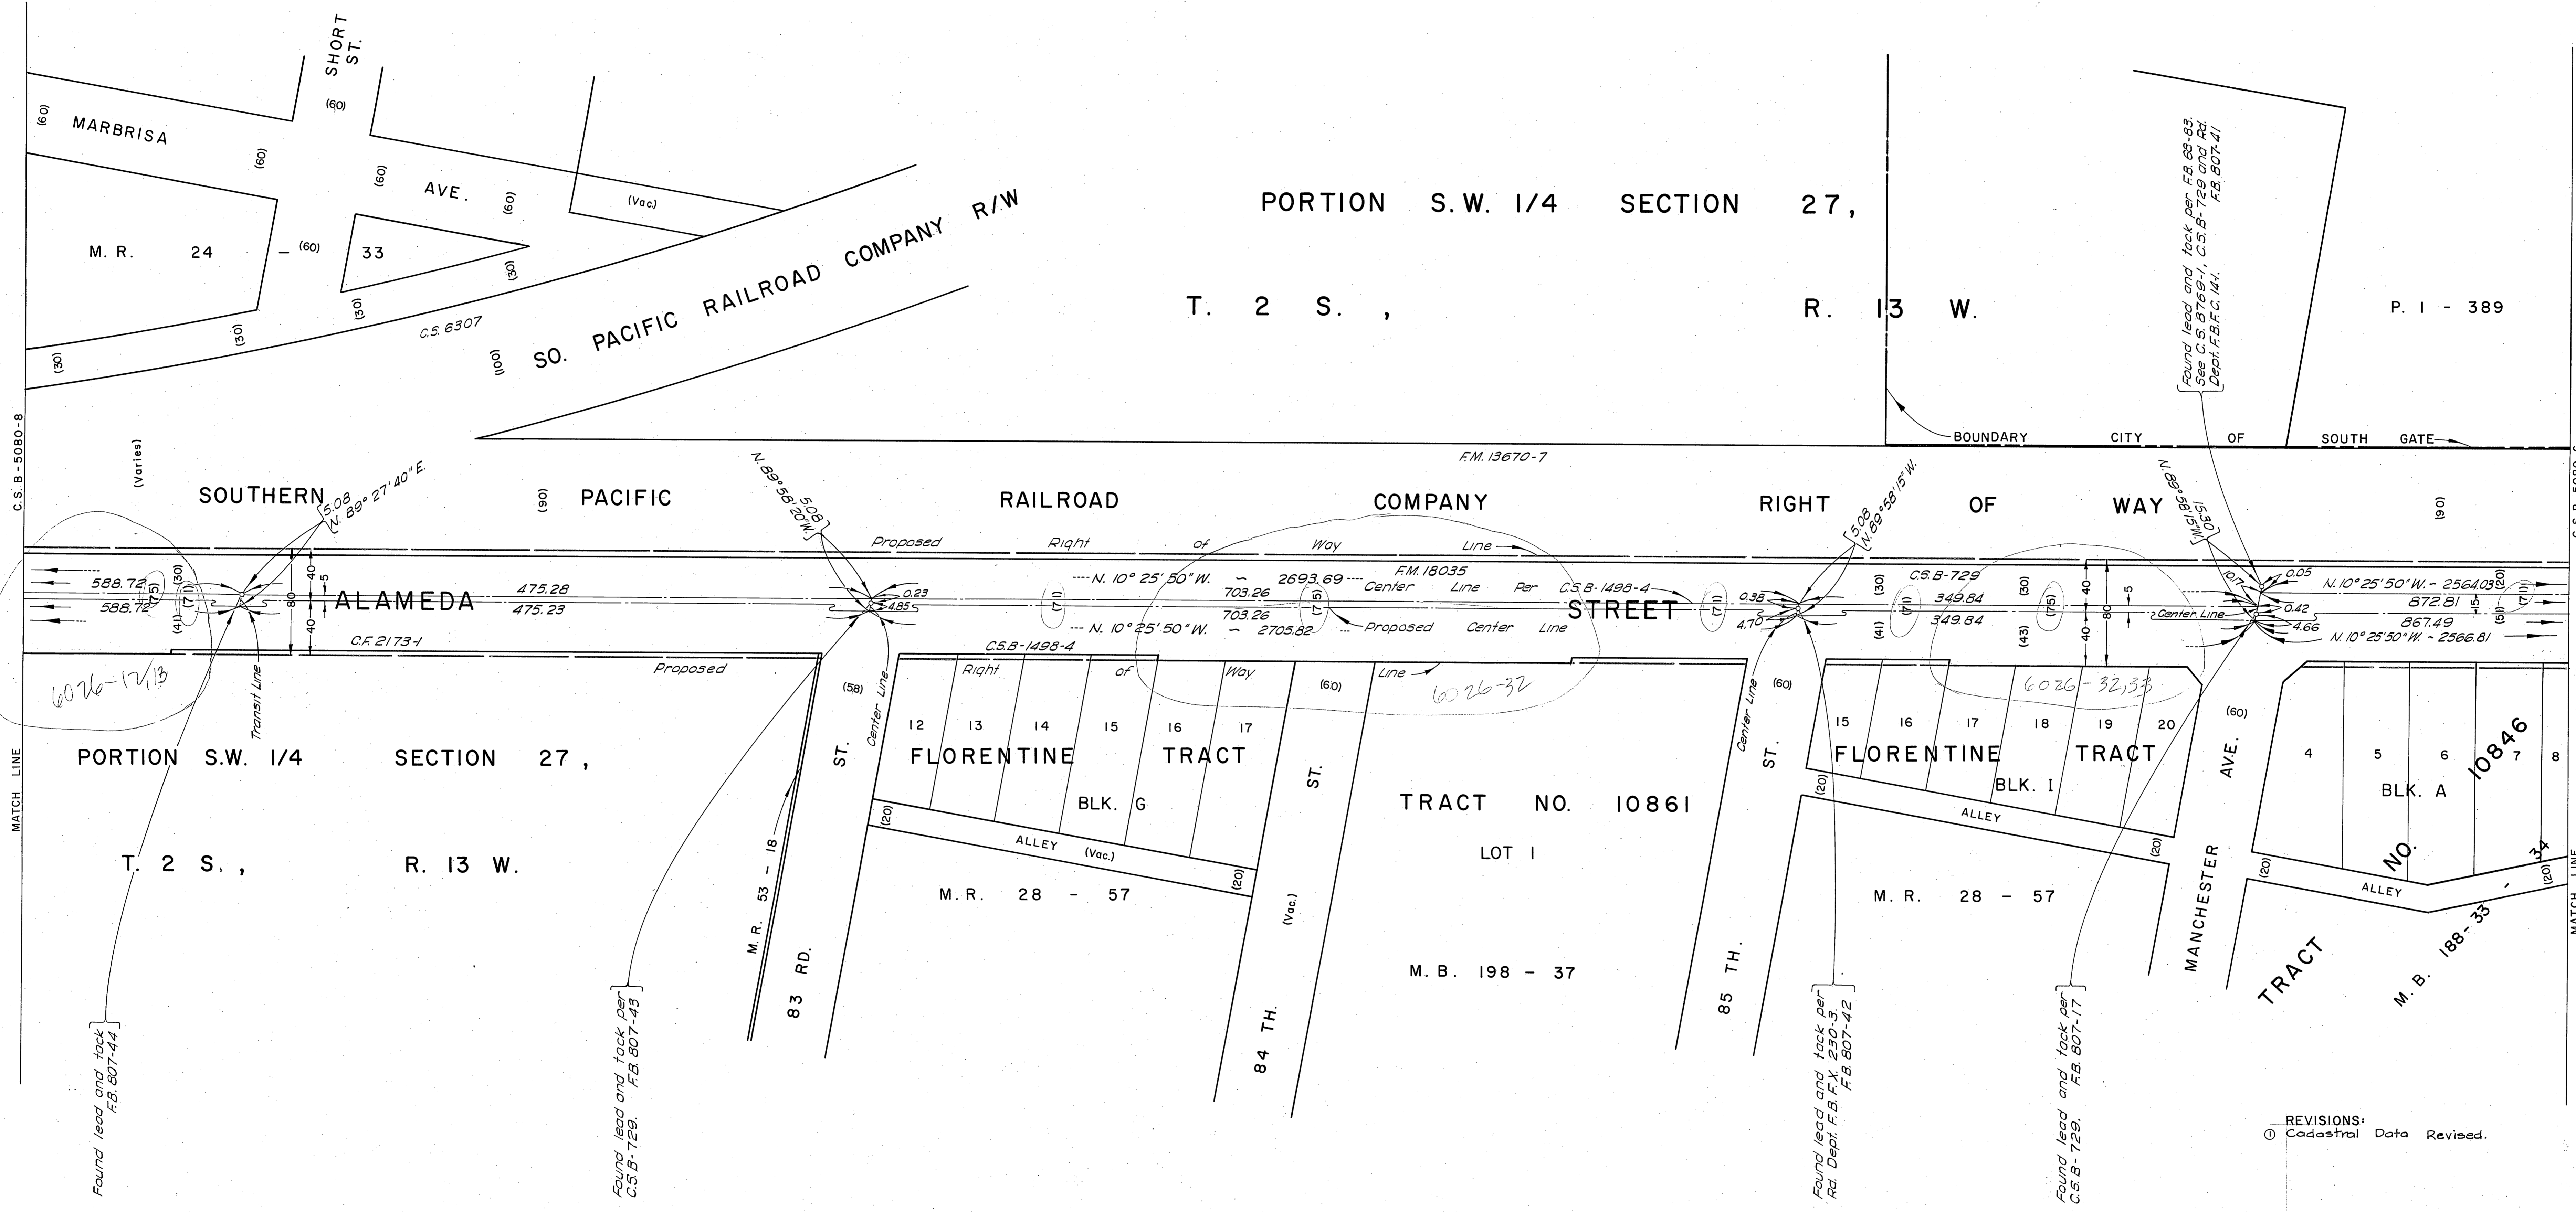 SHORT
ST.
(60)
(60)
MARBRISA
(60)
(60)
AVE.
(60)
(Vac.)
M. R. 24 - (60) 33
(30)
(30)
(30)
(30)
C.S. 6307
(100)
SO. PACIFIC RAILROAD COMPANY R/W
PORTION S.W. 1/4 SECTION 27,
T. 2 S. , R. 13 W.
P. 1 - 389
Found lead and tack per F.B. 68-83.
See C.S. 8769-1, C.S.B-729 and Rd.
Dept. F.B.F.C. 141. F.B. 807-41
C.S. B-5080-8
MATCH LINE
(Varies)
BOUNDARY CITY OF SOUTH GATE
F.M. 13670-7
SOUTHERN PACIFIC RAILROAD COMPANY RIGHT OF WAY
(90)
(90)
5.08
N. 89° 27' 40" E.
5.08
N. 89° 58' 20" W.
5.08
N. 89° 58' 15" W.
15.30
N. 89° 58' 15" W.
Proposed Right of Way Line
F.M. 18035
C.S.B-729
588.72
588.72
(75)
(71)
(30)
(41)
475.28
475.23
40
5
80
40
ALAMEDA STREET
0.23
4.85
(71)
N. 10° 25' 50" W. ~ 2693.69
703.26
Center Line Per C.S.B-1498-4
(75)
703.26
N. 10° 25' 50" W. ~ 2705.82
Proposed Center Line
(71)
0.38
4.70
(30)
(71)
(41)
349.84
349.84
(30)
(75)
(43)
40
5
80
40
Center Line
10.17
0.05
0.42
4.66
N. 10° 25' 50" W. ~ 2564.03
872.81
15
867.49
N. 10° 25' 50" W. ~ 2566.81
(20)
(71)
(51)
C.F. 2173-1
C.S.B-1498-4
Proposed Right of Way Line
6026-12,13
6026-32
6026-32,33
Transit Line
Center Line
Center Line
(58)
(60)
(60)
(60)
12 13 14 15 16 17
15 16 17 18 19 20
4 5 6 7 8
PORTION S.W. 1/4 SECTION 27,
T. 2 S. , R. 13 W.
FLORENTINE TRACT
BLK. G
(20)
ALLEY (Vac.)
(20)
M. R. 28 - 57
M. R. 53 - 18
83 RD. ST.
84 TH. ST.
(Vac.)
TRACT NO. 10861
LOT 1
M. B. 198 - 37
85 TH. ST.
FLORENTINE TRACT
BLK. I
(20)
ALLEY
(20)
M. R. 28 - 57
MANCHESTER AVE.
BLK. A
(20)
ALLEY
(20)
TRACT NO. 10846
M. B. 188-33 - 34
MATCH LINE
Found lead and tack
F.B. 807-44
Found lead and tack per
C.S.B-729. F.B. 807-43
Found lead and tack per
Rd. Dept. F.B. F.X. 230-3.
F.B. 807-42
Found lead and tack per
C.S.B-729. F.B. 807-17
REVISIONS:
① Cadastral Data Revised.